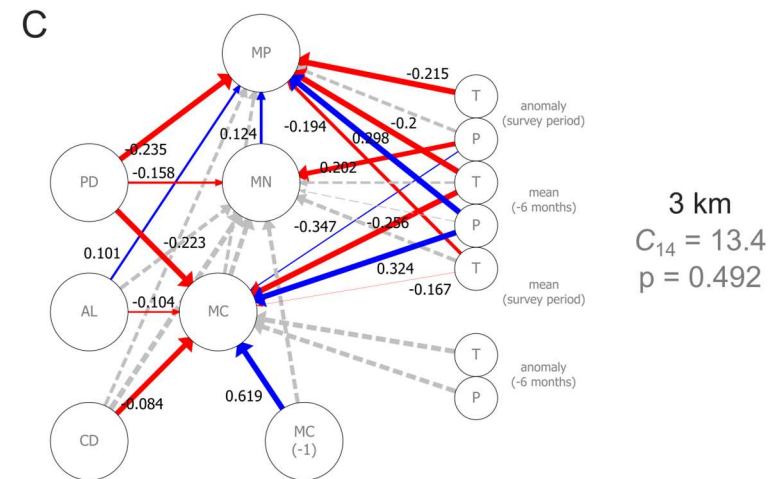 C
MP
-0.215
T
anomaly
(survey period)
-0.2
P
0.124
-0.194
0.298
-0.235
-0.158
0.202
PD
MN
T
mean
(-6 months)
3 km
-0.347
-0.256
P
C14 = 13.4
0.101
-0.223
0.324
T
p = 0.492
-0.167
mean
(survey period)
AL
-0.104
MC
T
anomaly
(-6 months)
-0.084
0.619
P
CD
MC
(-1)